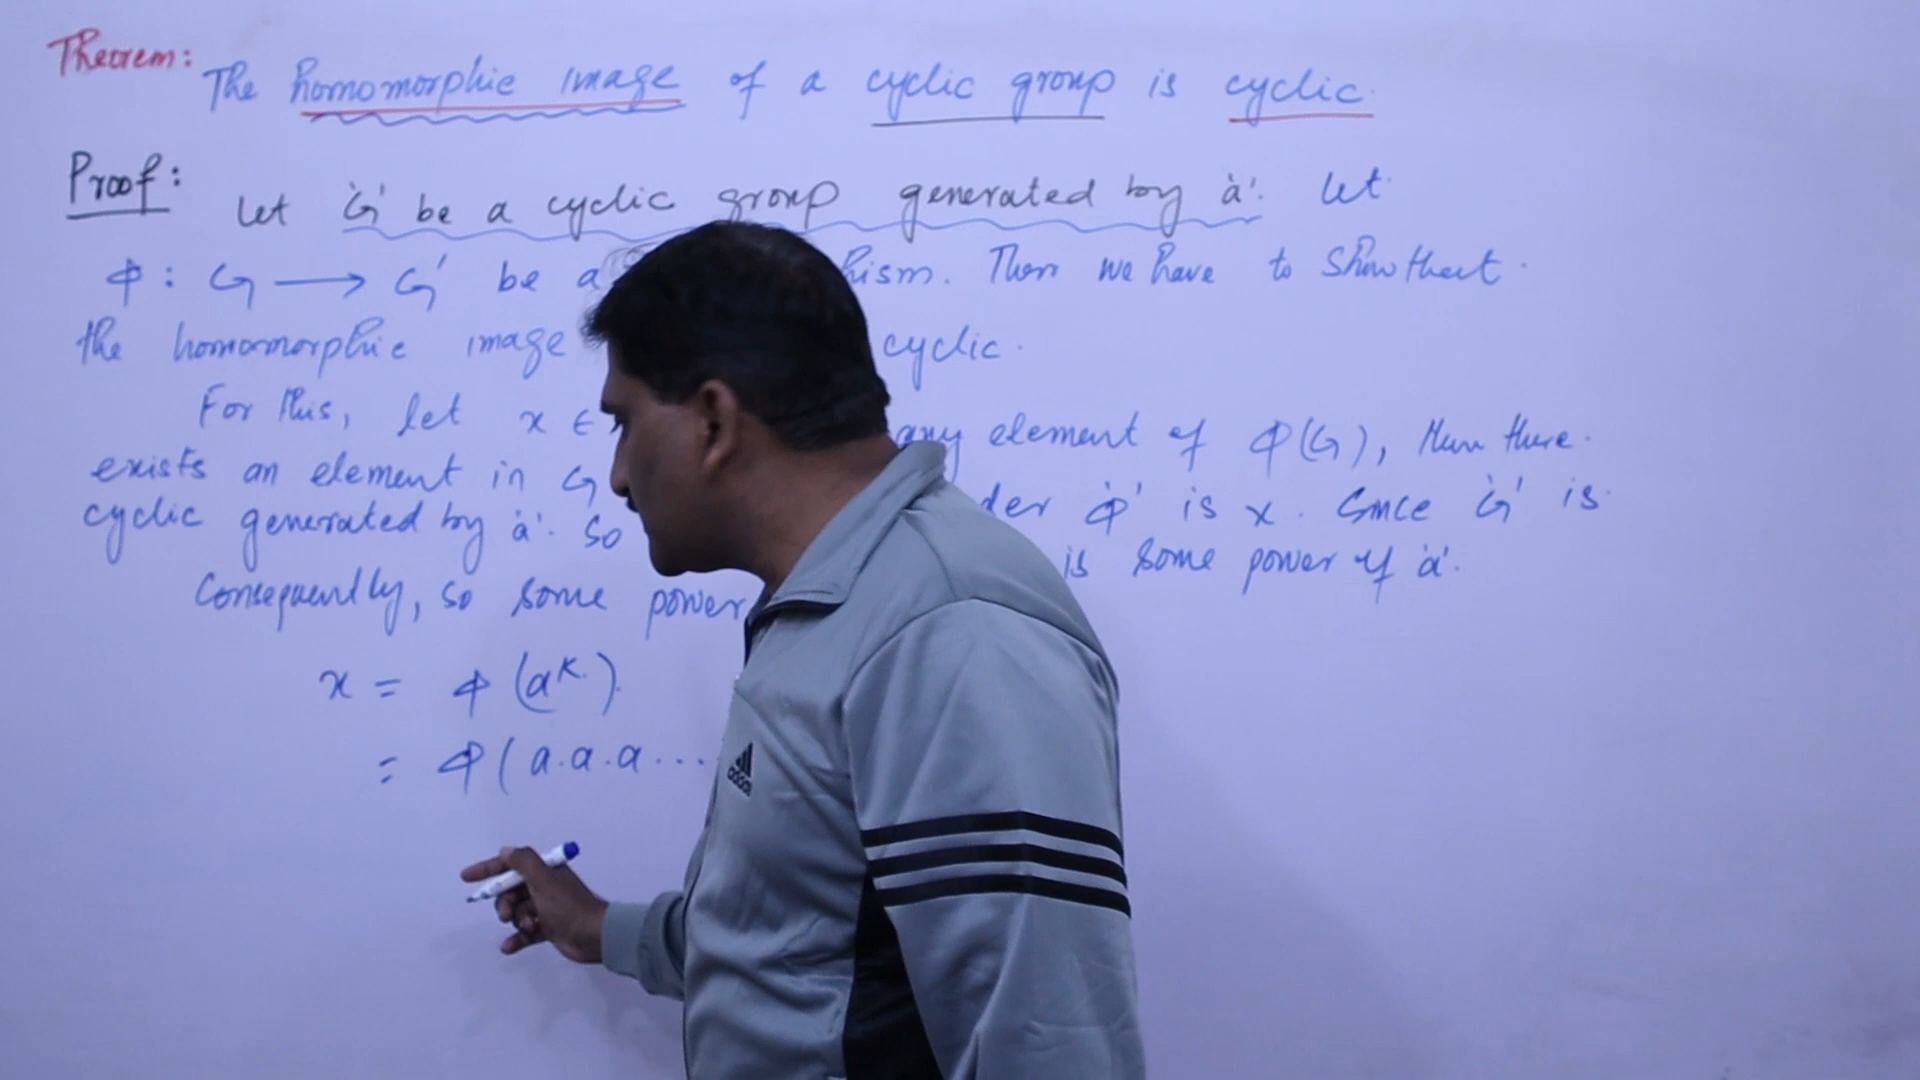 Theorem:
The homomorphic image of a cyclic group is cyclic.
Proof:
Let 'G' be a cyclic group generated by 'a'. Let
Φ : G ⟶ G' be a hism. Then we have to show that
the homomorphic image cyclic.
For this, let x ∈ any element of Φ(G), then there
exists an element in G der 'Φ' is x. Since 'G' is
cyclic generated by 'a'. So is some power of 'a'.
Consequently, so some power
x = Φ (aᴷ).
= Φ( a.a.a....
adidas